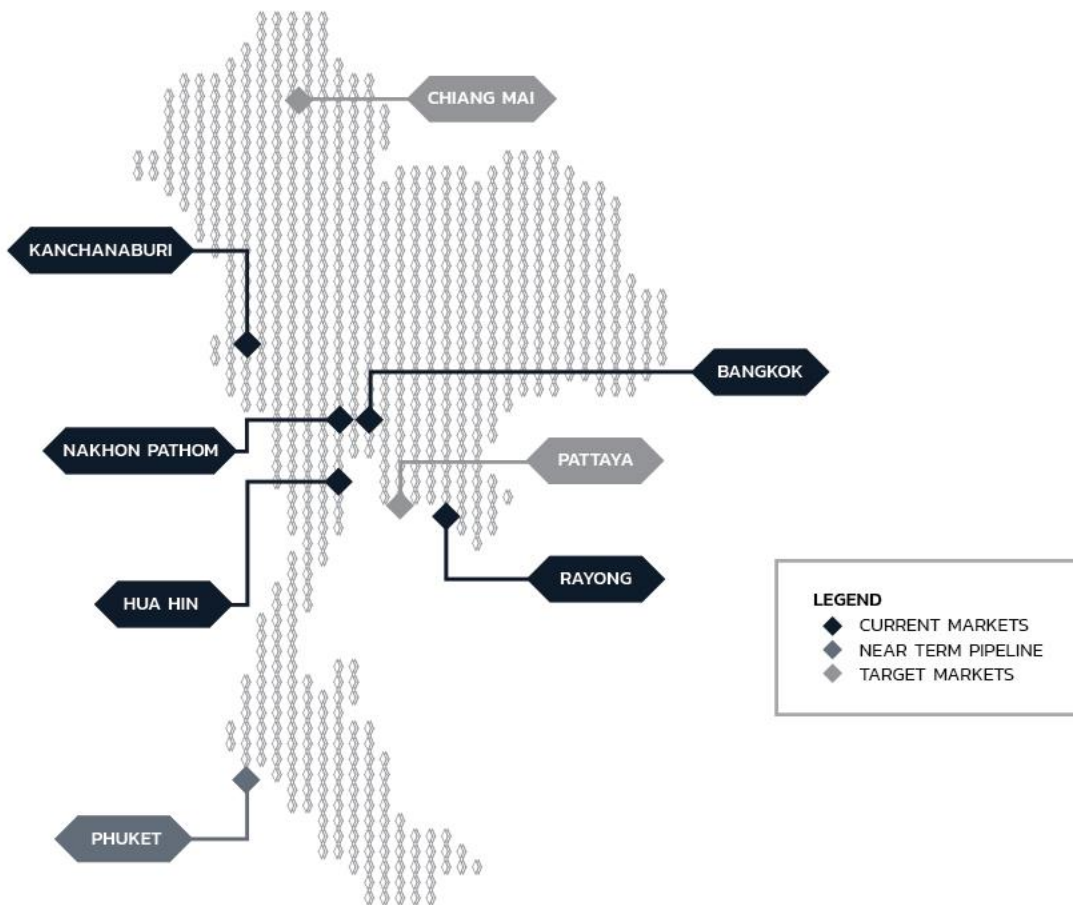 CHIANG MAI
KANCHANABURI
BANGKOK
NAKHON PATHOM
PATTAYA
RAYONG
HUA HIN
LEGEND
CURRENT MARKETS
NEAR TERM PIPELINE
TARGET MARKETS
PHUKET